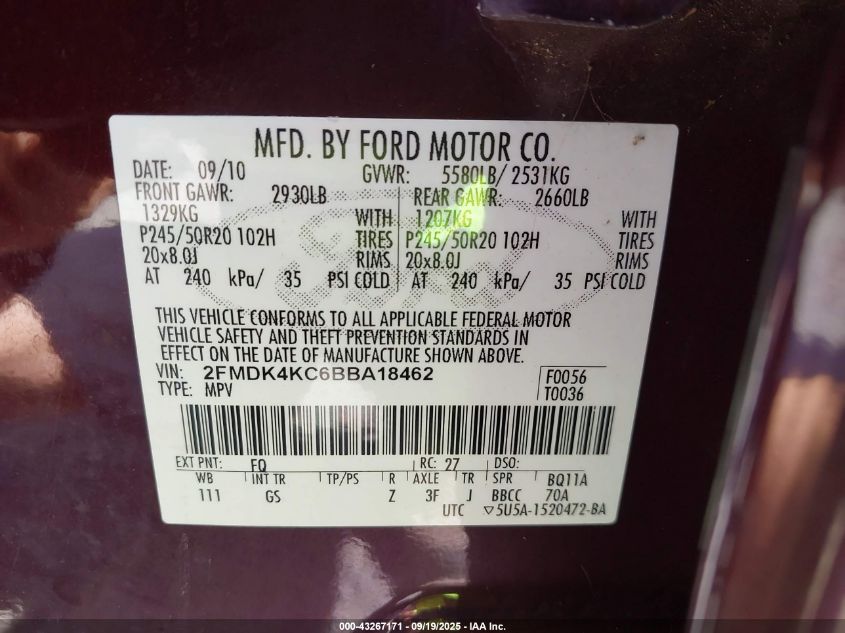 MFD. BY FORD MOTOR CO.
DATE: 09/10 GVWR: 5580LB/ 2531KG
FRONT GAWR: 2930LB REAR GAWR: 2660LB
1329KG WITH 1207KG WITH
P245/50R20 102H TIRES P245/50R20 102H TIRES
20x8.0J RIMS 20x8.0J RIMS
AT 240 kPa/ 35 PSI COLD AT 240 kPa/ 35 PSI COLD
THIS VEHICLE CONFORMS TO ALL APPLICABLE FEDERAL MOTOR
VEHICLE SAFETY AND THEFT PREVENTION STANDARDS IN
EFFECT ON THE DATE OF MANUFACTURE SHOWN ABOVE.
VIN: 2FMDK4KC6BBA18462 F0056
TYPE: MPV T0036
EXT PNT: FQ RC: 27 DSO:
WB INT TR TP/PS R AXLE TR SPR BQ11A
111 GS Z 3F J BBCC 70A
UTC ▽5U5A-1520472-BA
000-43267171 - 09/19/2025 - IAA Inc.